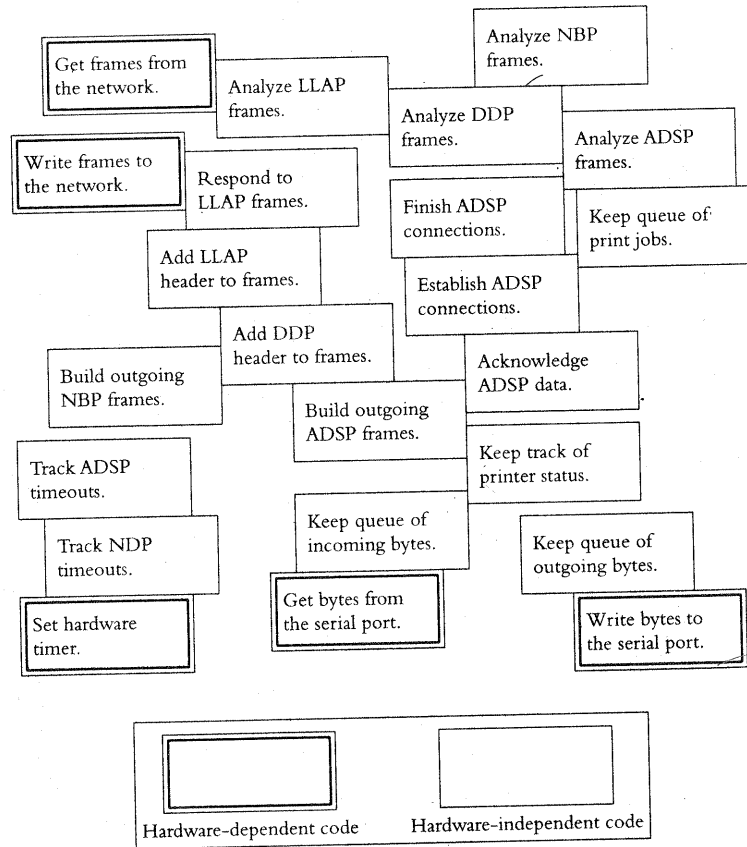 Analyze NBP
frames.
Get frames from
the network.
Analyze LLAP
frames.
Analyze DDP
frames.
Analyze ADSP
frames.
Write frames to
the network.
Respond to
LLAP frames.
Finish ADSP
connections.
Keep queue of
print jobs.
Add LLAP
header to frames.
Establish ADSP
connections.
Add DDP
header to frames.
Acknowledge
ADSP data.
Build outgoing
NBP frames.
Build outgoing
ADSP frames.
Keep track of
printer status.
Track ADSP
timeouts.
Keep queue of
incoming bytes.
Keep queue of
outgoing bytes.
Track NDP
timeouts.
Get bytes from
the serial port.
Write bytes to
the serial port.
Set hardware
timer.
Hardware-dependent code
Hardware-independent code